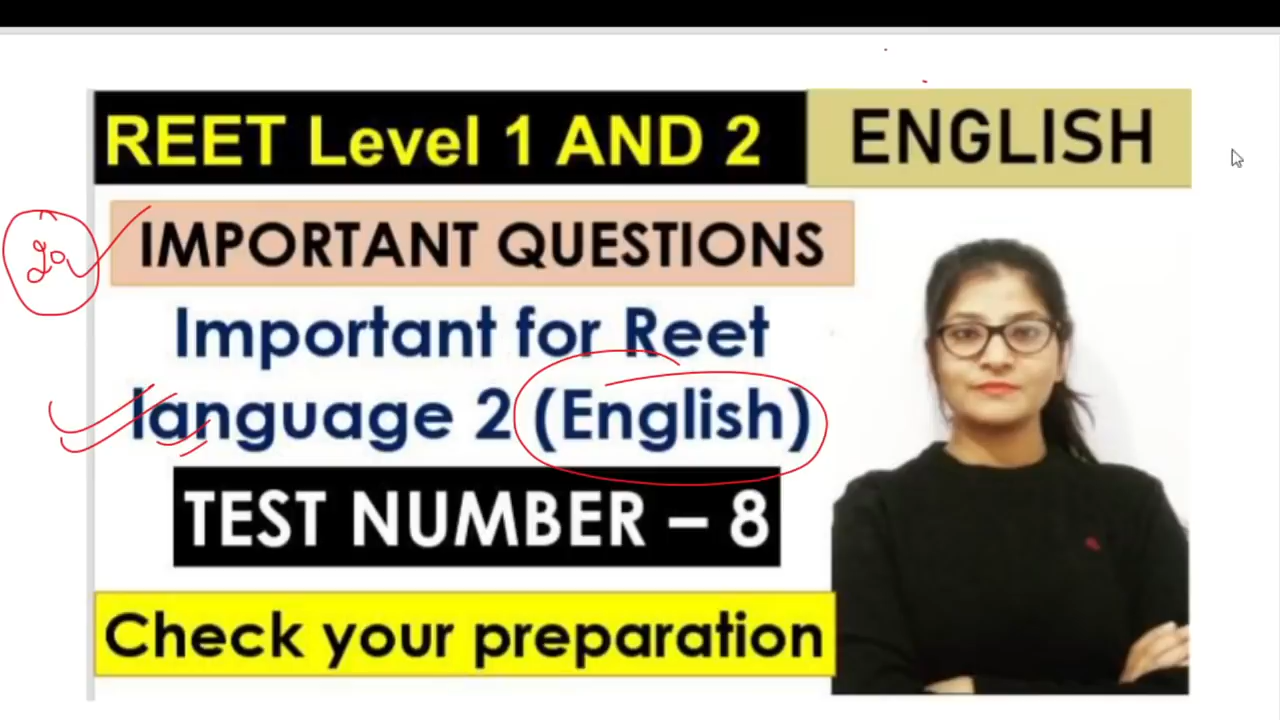 REET Level 1 AND 2 ENGLISH
IMPORTANT QUESTIONS
20
Important for Reet
language 2 (English)
TEST NUMBER – 8
Check your preparation